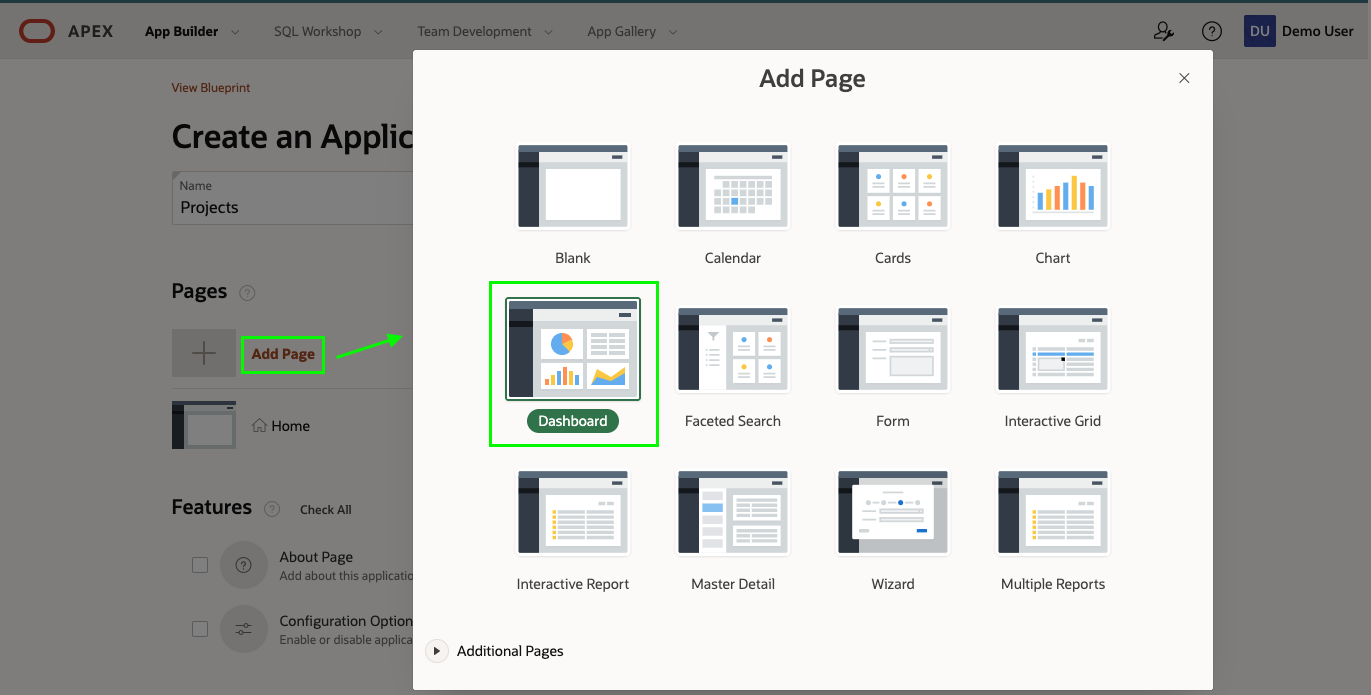 APEX App Builder SQL Workshop Team Development App Gallery DU Demo User
View Blueprint
Create an Applic
Name
Projects
Pages
Add Page
Home
Features Check All
About Page
Add about this applicatio
Configuration Option
Enable or disable applica
Add Page
Blank Calendar Cards Chart
Dashboard Faceted Search Form Interactive Grid
Interactive Report Master Detail Wizard Multiple Reports
Additional Pages